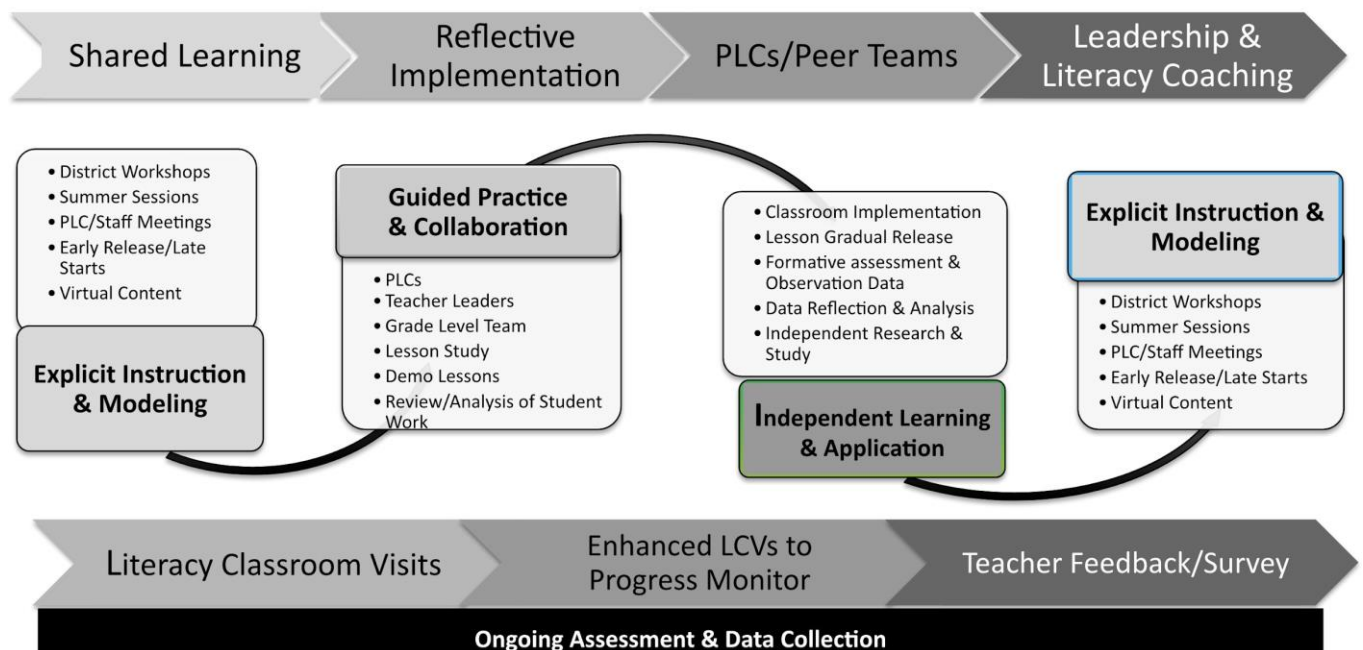 Shared Learning
Reflective
Implementation
PLCs/Peer Teams
Leadership &
Literacy Coaching
• District Workshops
• Summer Sessions
• PLC/Staff Meetings
• Early Release/Late
Starts
• Virtual Content
Explicit Instruction
& Modeling
Guided Practice
& Collaboration
• PLCs
• Teacher Leaders
• Grade Level Team
• Lesson Study
• Demo Lessons
• Review/Analysis of Student
Work
• Classroom Implementation
• Lesson Gradual Release
• Formative assessment &
Observation Data
• Data Reflection & Analysis
• Independent Research &
Study
Independent Learning
& Application
Explicit Instruction &
Modeling
• District Workshops
• Summer Sessions
• PLC/Staff Meetings
• Early Release/Late Starts
• Virtual Content
Literacy Classroom Visits
Enhanced LCVs to
Progress Monitor
Teacher Feedback/Survey
Ongoing Assessment & Data Collection